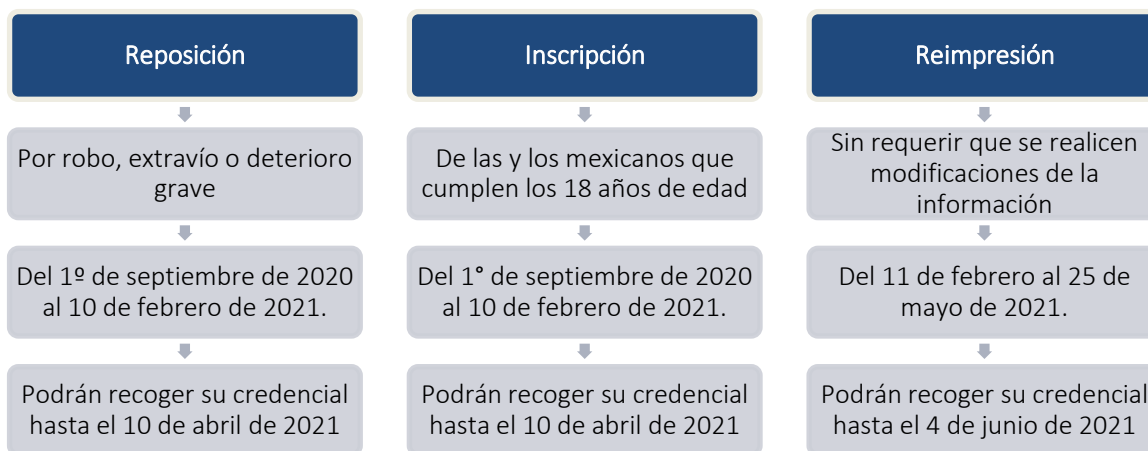 Reposición
Por robo, extravío o deterioro
grave
Del 1º de septiembre de 2020
al 10 de febrero de 2021.
Podrán recoger su credencial
hasta el 10 de abril de 2021
Inscripción
De las y los mexicanos que
cumplen los 18 años de edad
Del 1° de septiembre de 2020
al 10 de febrero de 2021.
Podrán recoger su credencial
hasta el 10 de abril de 2021
Reimpresión
Sin requerir que se realicen
modificaciones de la
información
Del 11 de febrero al 25 de
mayo de 2021.
Podrán recoger su credencial
hasta el 4 de junio de 2021